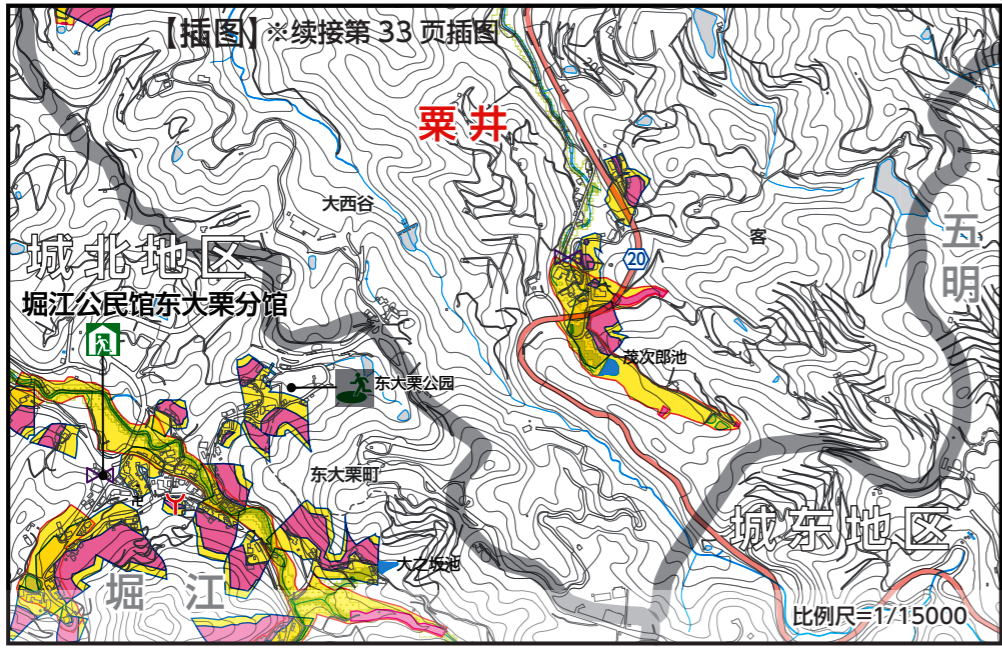 【插图】※续接第 33 页插图
粟井
大西谷
客
五明
城北地区
20
堀江公民馆东大栗分馆
茂次郎池
东大栗公园
东大栗町
卍
城东地区
大之坂池
堀江
比例尺=1/15000